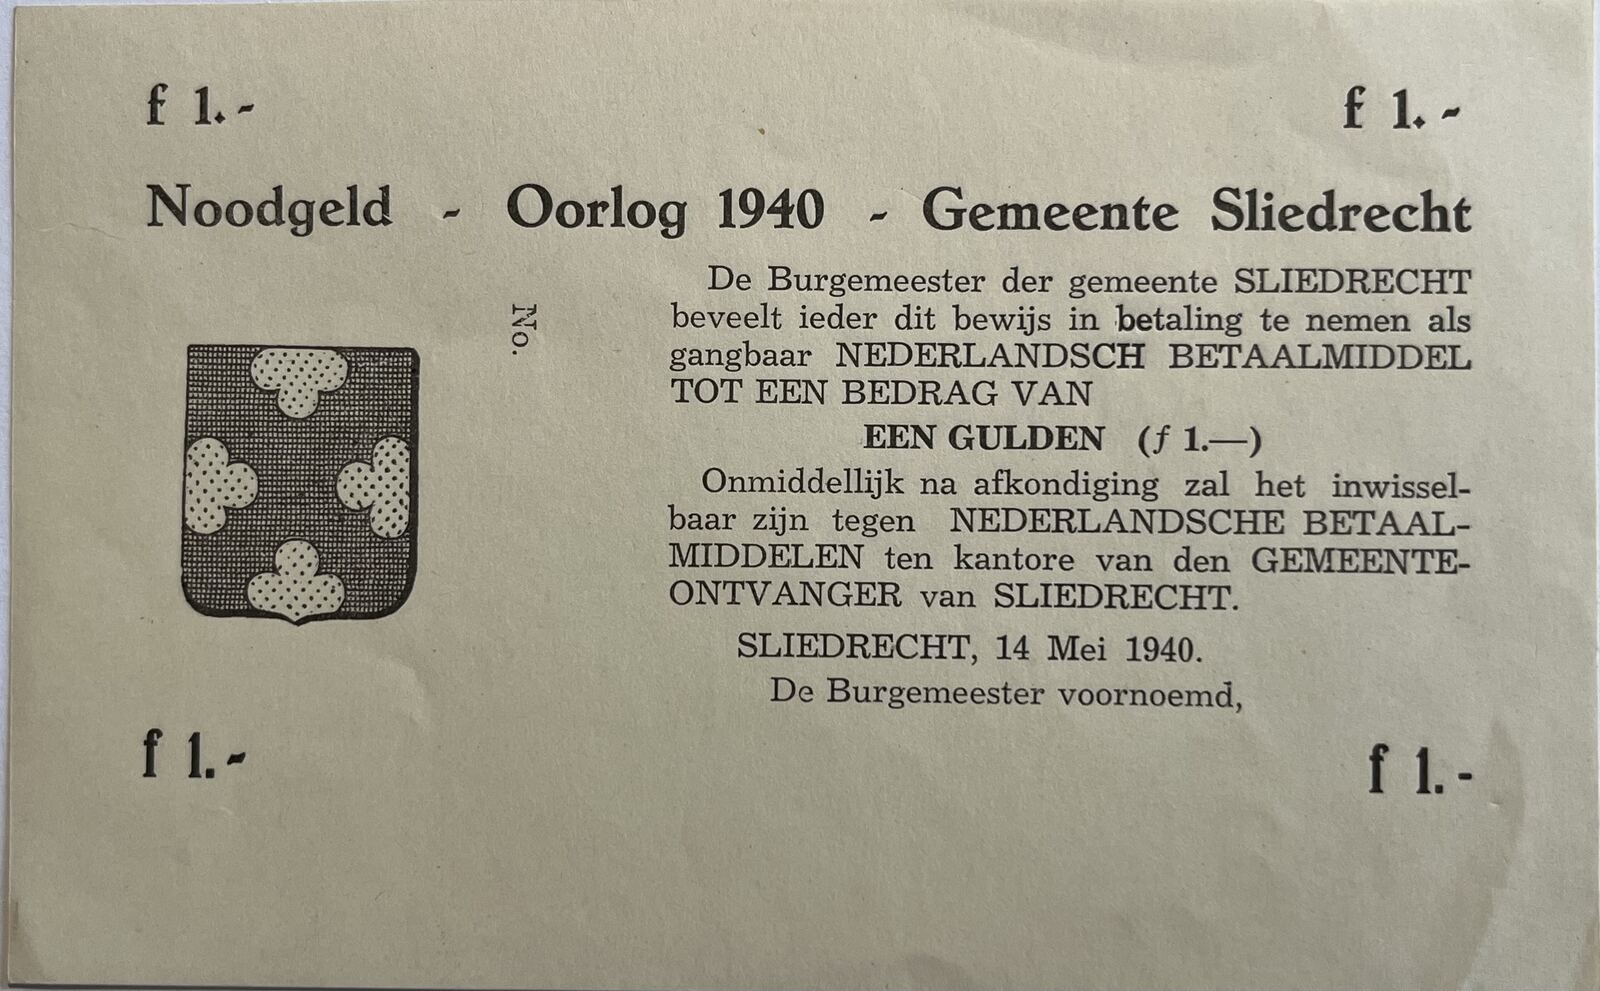 f 1.-
f 1.-
Noodgeld - Oorlog 1940 - Gemeente Sliedrecht
No.
De Burgemeester der gemeente SLIEDRECHT
beveelt ieder dit bewijs in betaling te nemen als
gangbaar NEDERLANDSCH BETAALMIDDEL
TOT EEN BEDRAG VAN
EEN GULDEN (f 1.—)
Onmiddellijk na afkondiging zal het inwissel-
baar zijn tegen NEDERLANDSCHE BETAAL-
MIDDELEN ten kantore van den GEMEENTE-
ONTVANGER van SLIEDRECHT.
SLIEDRECHT, 14 Mei 1940.
De Burgemeester voornoemd,
f 1.-
f 1.-